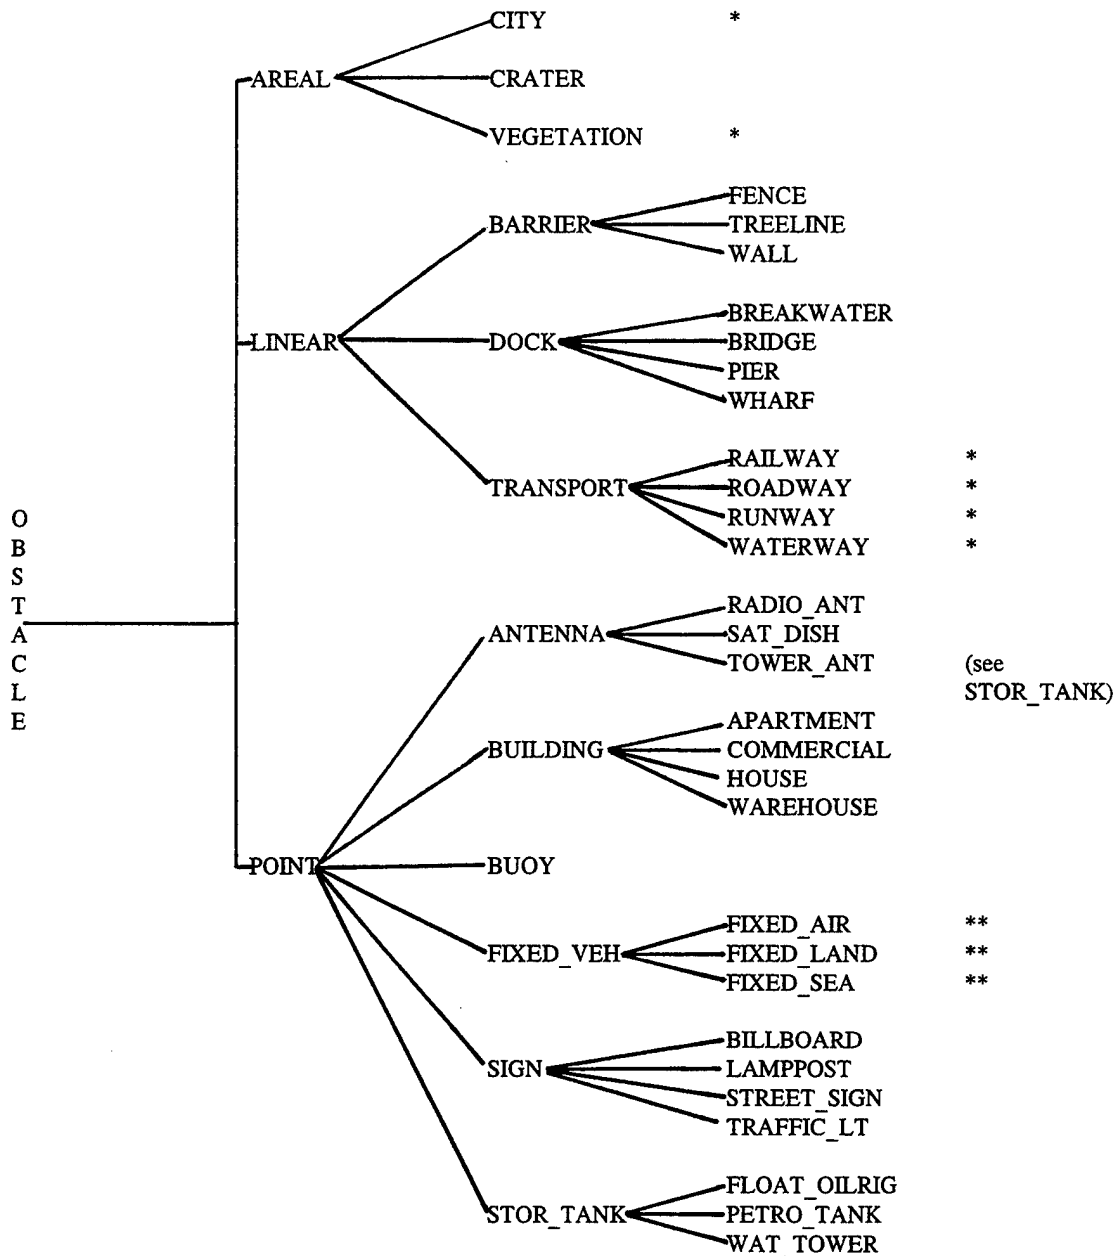 CITY *
AREAL CRATER
VEGETATION *
FENCE
BARRIER TREELINE
WALL
BREAKWATER
LINEAR DOCK BRIDGE
PIER
WHARF
RAILWAY *
TRANSPORT ROADWAY *
RUNWAY *
WATERWAY *
OBSTACLE
RADIO_ANT
ANTENNA SAT_DISH
TOWER_ANT (see
STOR_TANK)
APARTMENT
BUILDING COMMERCIAL
HOUSE
WAREHOUSE
POINT BUOY
FIXED_AIR **
FIXED_VEH FIXED_LAND **
FIXED_SEA **
BILLBOARD
SIGN LAMPPOST
STREET_SIGN
TRAFFIC_LT
FLOAT_OILRIG
STOR_TANK PETRO_TANK
WAT_TOWER